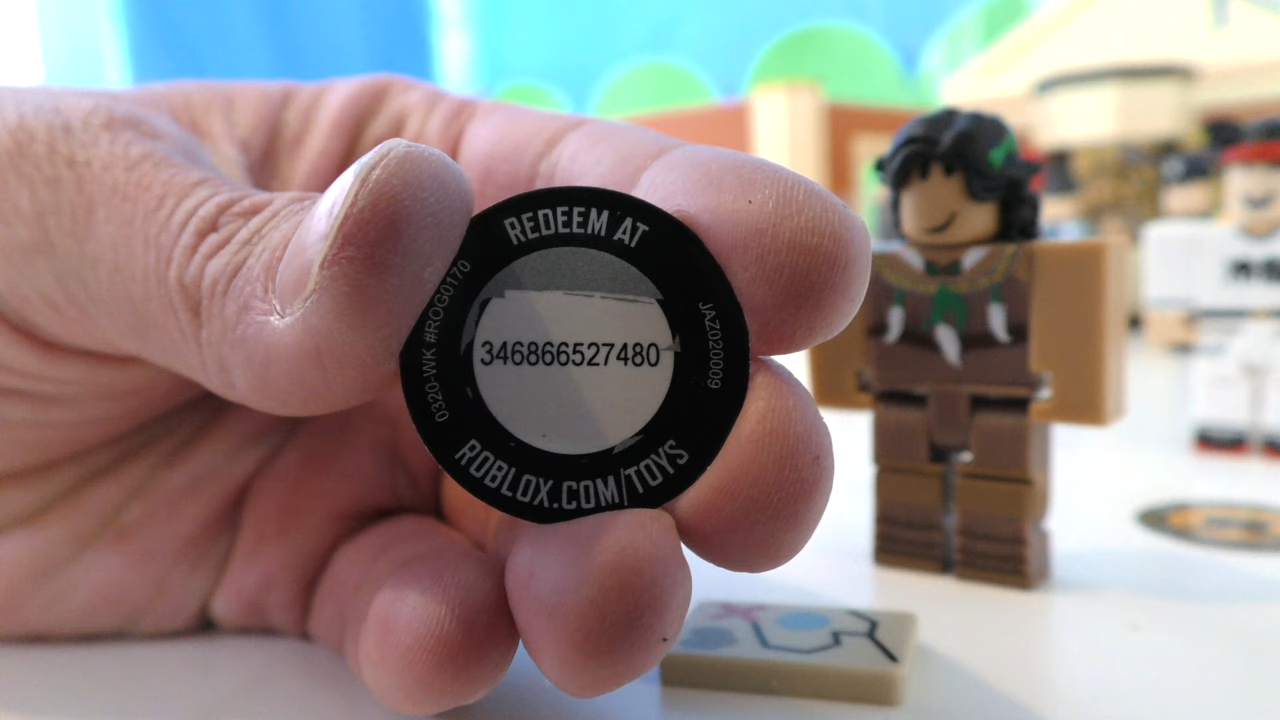 REDEEM AT
0320-WK #ROG0170
346866527480
JAZ020009
ROBLOX.COM/TOYS